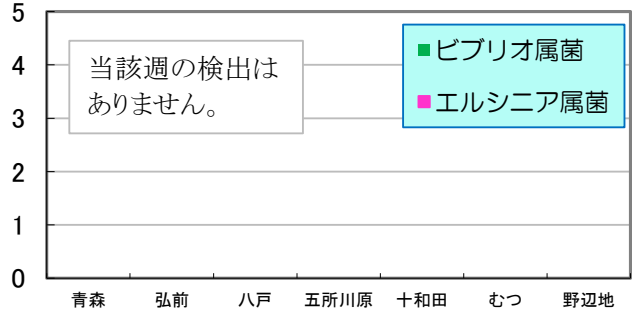 5
4
3
2
1
0
当該週の検出は
ありません。
ビブリオ属菌
エルシニア属菌
青森 弘前 八戸 五所川原 十和田 むつ 野辺地